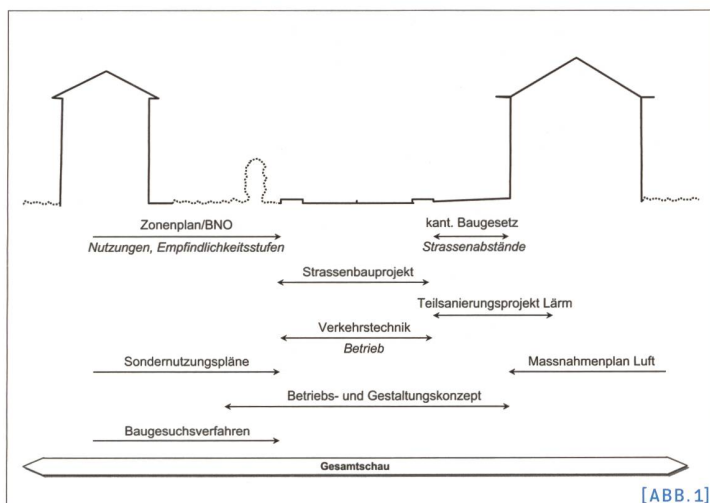 Zonenplan/BNO
Nutzungen, Empfindlichkeitsstufen
kant. Baugesetz
Strassenabstände
Strassenbauprojekt
Teilsanierungsprojekt Lärm
Verkehrstechnik
Betrieb
Sondernutzungspläne
Massnahmenplan Luft
Betriebs- und Gestaltungskonzept
Baugesuchsverfahren
Gesamtschau
[ABB.1]